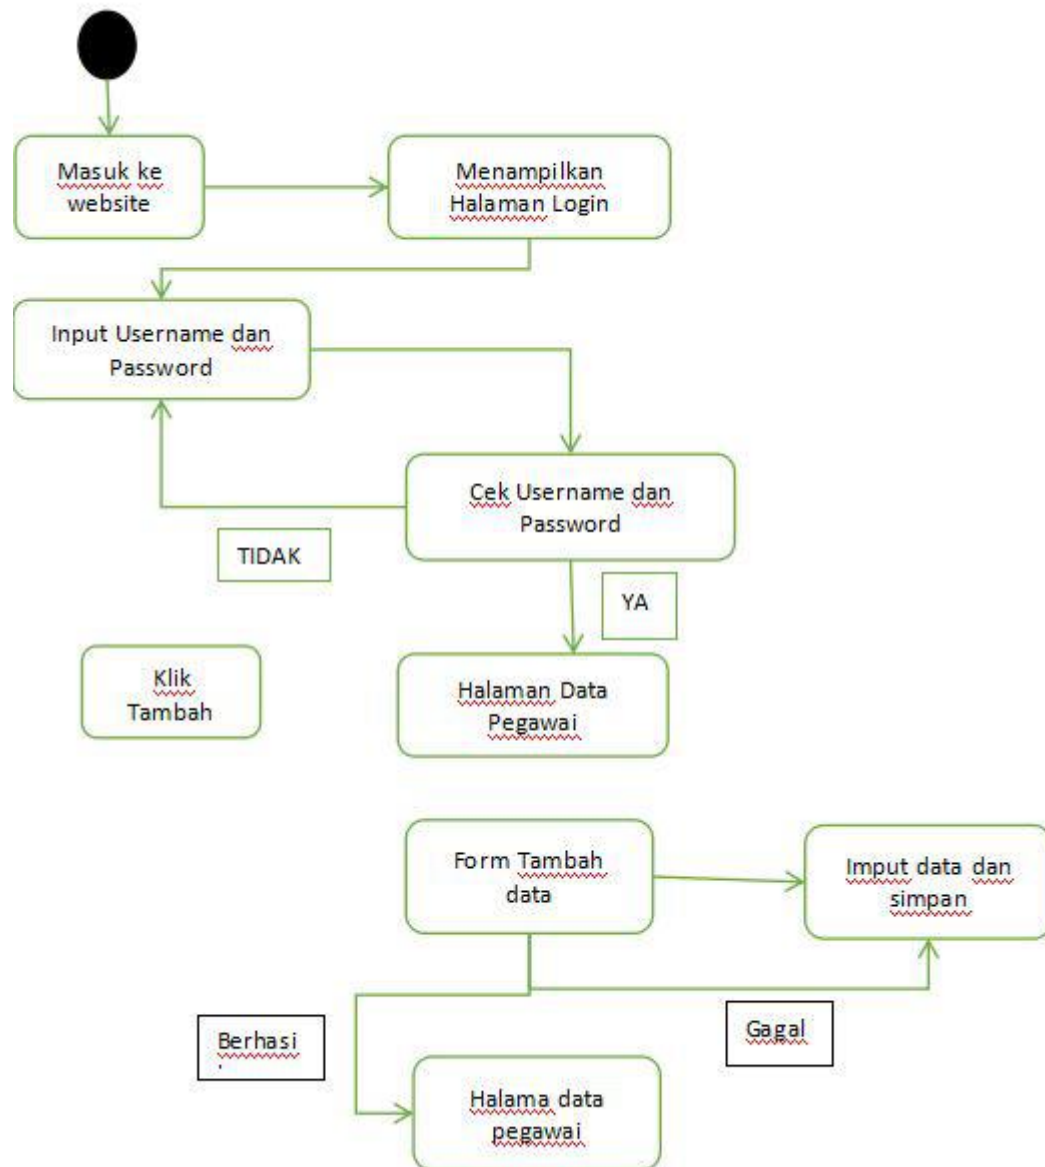 Masuk ke
website
Menampilkan
Halaman Login
Input Username dan
Password
Cek Username dan
Password
TIDAK
YA
Klik
Tambah
Halaman Data
Pegawai
Form Tambah
data
Imput data dan
simpan
Berhasi
Gagal
Halama data
pegawai